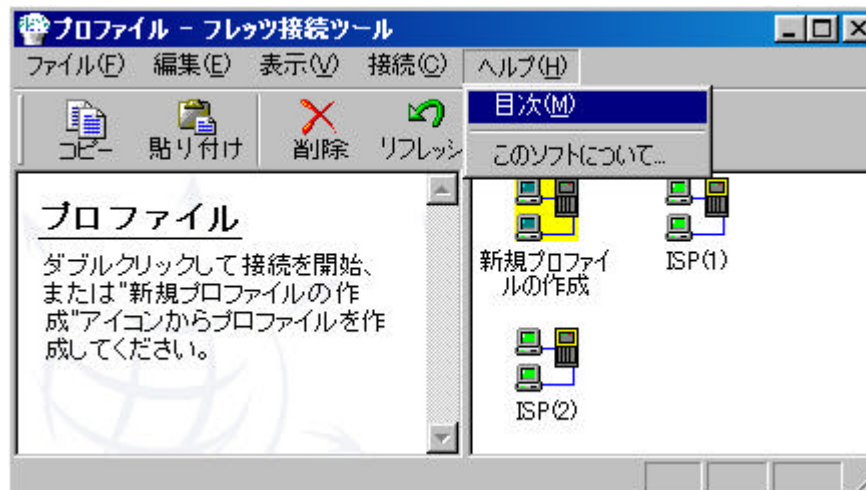 プロファイル - フレッツ接続ツール
ファイル(F) 編集(E) 表示(V) 接続(C) ヘルプ(H)
目次(M)
このソフトについて...
コピー 貼り付け 削除 リフレッシ
プロファイル
ダブルクリックして接続を開始、
または"新規プロファイルの作
成"アイコンからプロファイルを作
成してください。
新規プロファイ
ルの作成
ISP(1)
ISP(2)